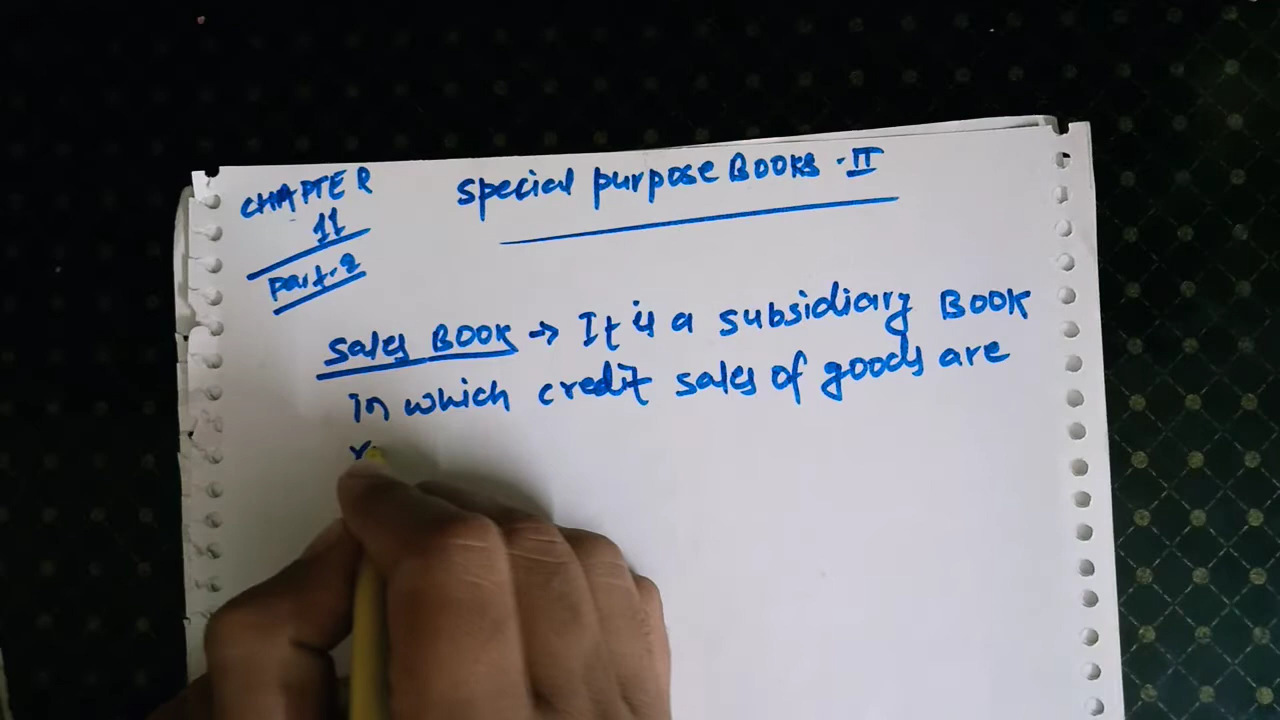 CHAPTER
11
Part-2
Special purpose BOOKS-II
Sales BOOK → It is a subsidiary BOOK
in which credit sales of goods are